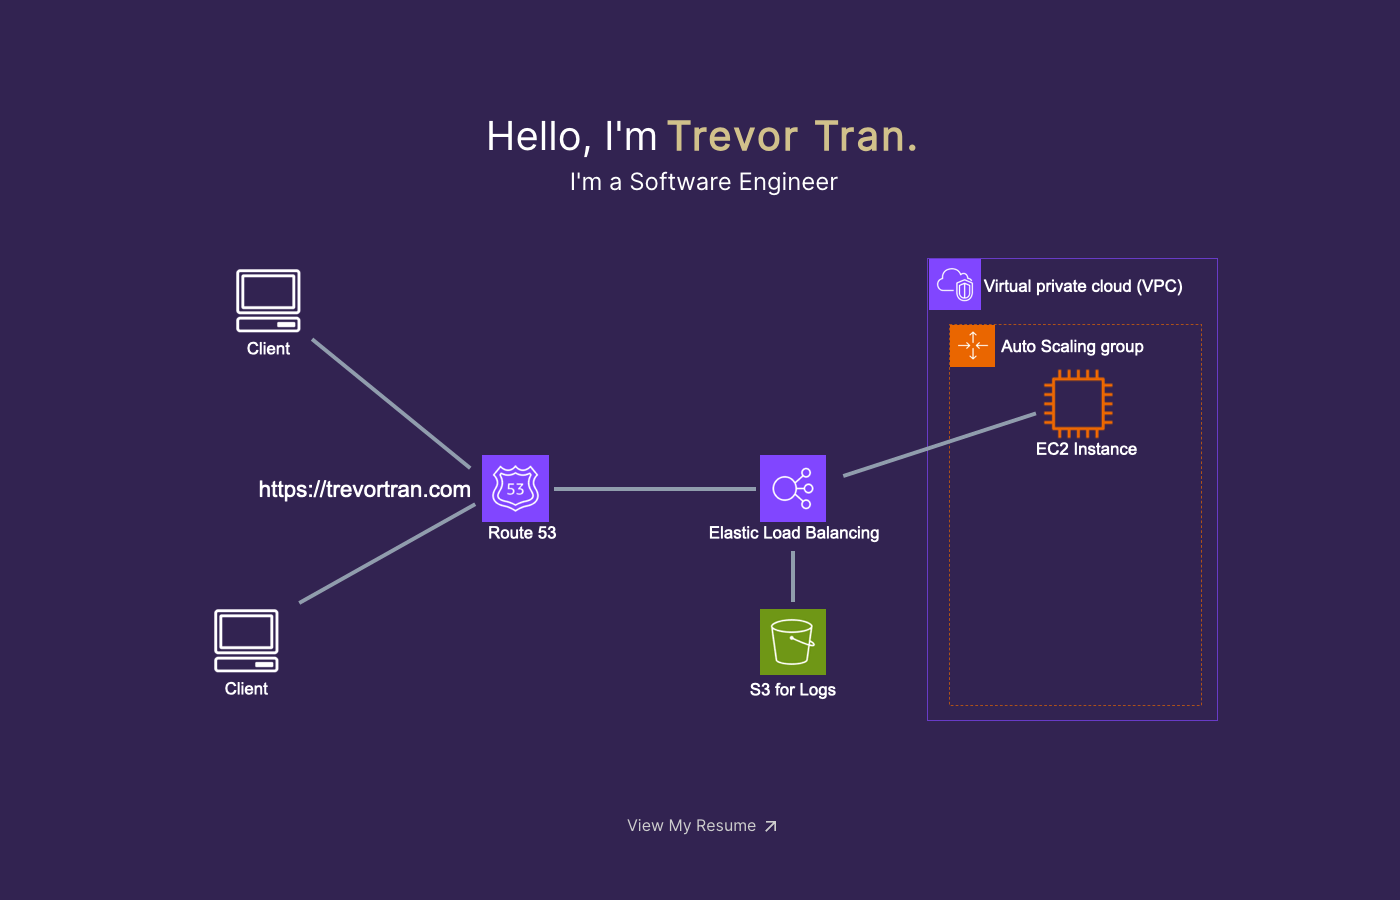 Hello, I'm Trevor Tran.
I'm a Software Engineer
Client
Virtual private cloud (VPC)
Auto Scaling group
EC2 Instance
https://trevortran.com
53
Route 53
Elastic Load Balancing
Client
S3 for Logs
View My Resume